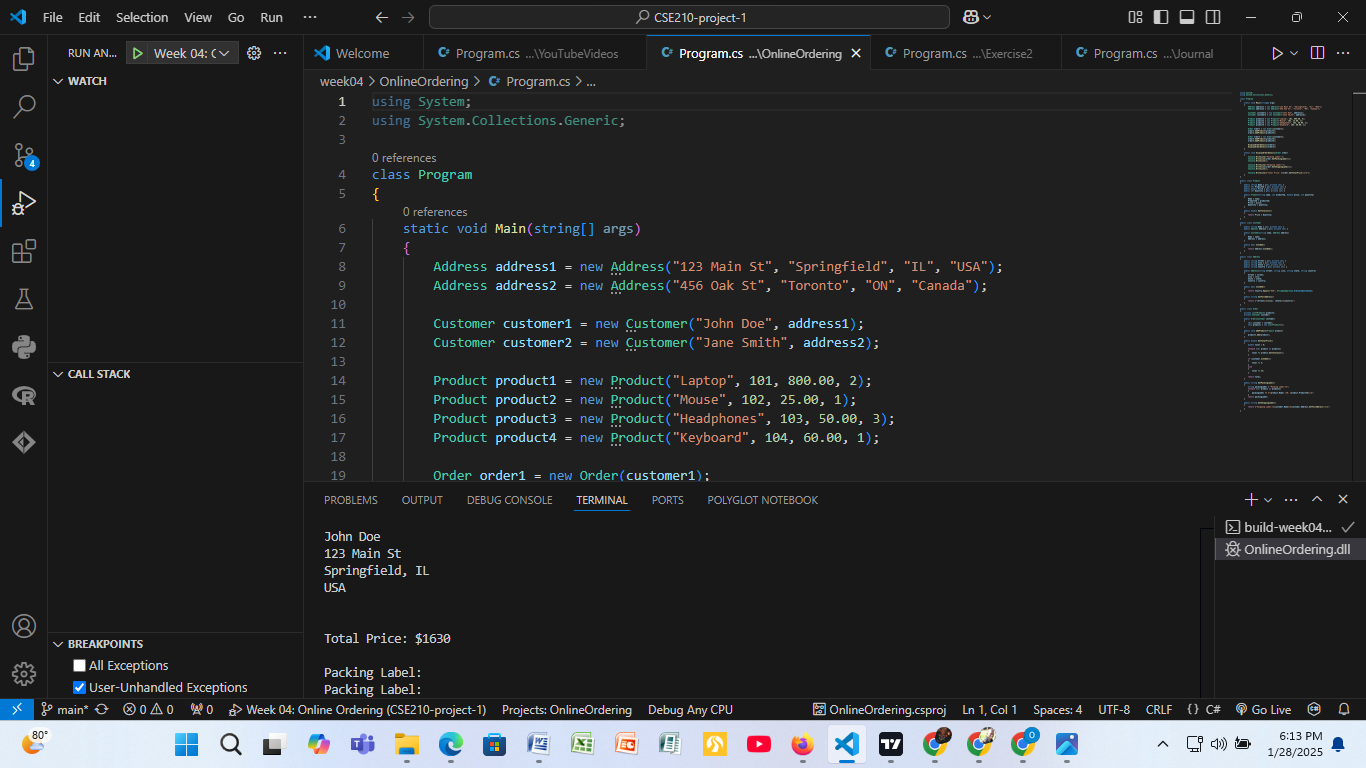 File Edit Selection View Go Run ··· CSE210-project-1
RUN AN... Week 04: C ···
Welcome
Program.cs ...\YouTubeVideos
Program.cs ...\OnlineOrdering
Program.cs ...\Exercise2
Program.cs ...\Journal
WATCH
CALL STACK
BREAKPOINTS
All Exceptions
User-Unhandled Exceptions
4
week04 > OnlineOrdering > Program.cs > ...
1 using System;
2 using System.Collections.Generic;
3
0 references
4 class Program
5 {
0 references
6 static void Main(string[] args)
7 {
8 Address address1 = new Address("123 Main St", "Springfield", "IL", "USA");
9 Address address2 = new Address("456 Oak St", "Toronto", "ON", "Canada");
10
11 Customer customer1 = new Customer("John Doe", address1);
12 Customer customer2 = new Customer("Jane Smith", address2);
13
14 Product product1 = new Product("Laptop", 101, 800.00, 2);
15 Product product2 = new Product("Mouse", 102, 25.00, 1);
16 Product product3 = new Product("Headphones", 103, 50.00, 3);
17 Product product4 = new Product("Keyboard", 104, 60.00, 1);
18
19 Order order1 = new Order(customer1);
PROBLEMS OUTPUT DEBUG CONSOLE TERMINAL PORTS POLYGLOT NOTEBOOK
John Doe
123 Main St
Springfield, IL
USA
Total Price: $1630
Packing Label:
Packing Label:
build-week04...
OnlineOrdering.dll
main* 0 0 0 Week 04: Online Ordering (CSE210-project-1) Projects: OnlineOrdering Debug Any CPU OnlineOrdering.csproj Ln 1, Col 1 Spaces: 4 UTF-8 CRLF {} C# Go Live
80°
6:13 PM
1/28/2025